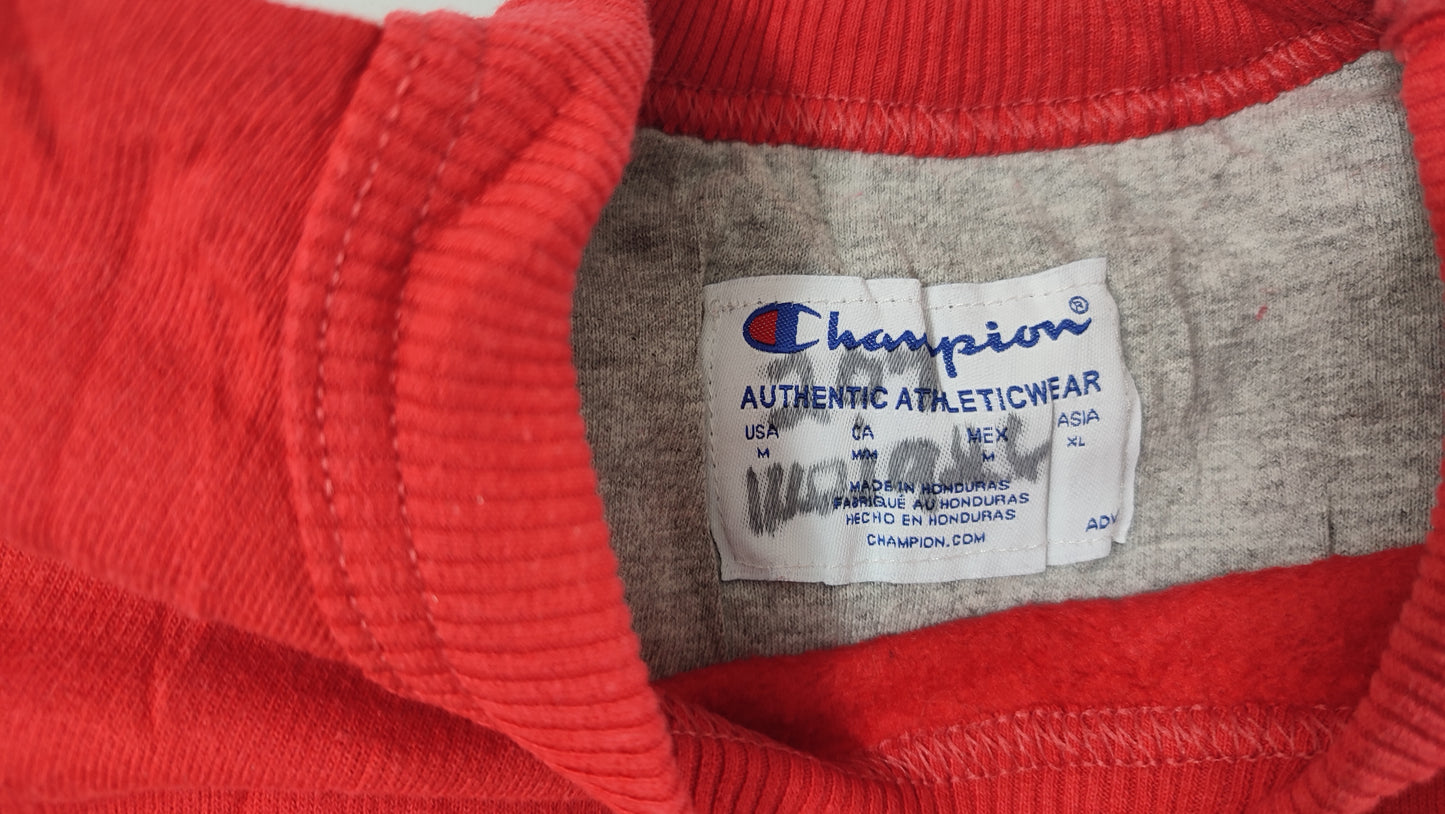 Champion®
AUTHENTIC ATHLETICWEAR
USA CA MEX ASIA
M M/M M XL
MADE IN HONDURAS
FABRIQUÉ AU HONDURAS
HECHO EN HONDURAS
CHAMPION.COM
ADV